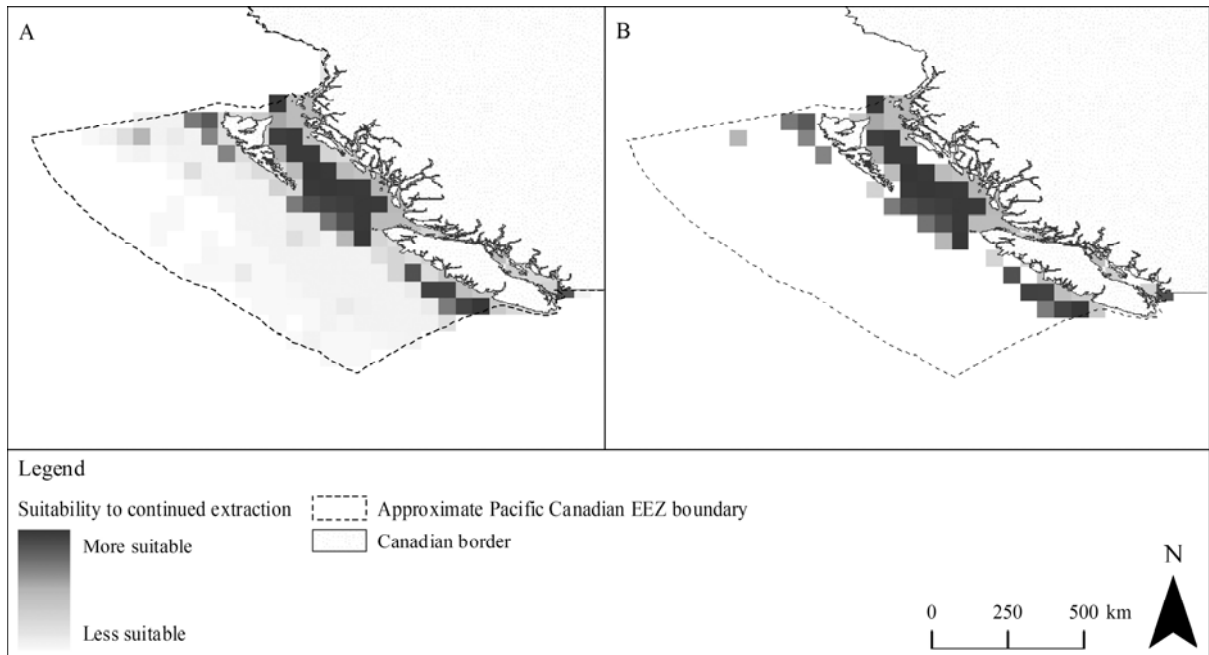 A
B
Legend
Suitability to continued extraction
More suitable
Less suitable
Approximate Pacific Canadian EEZ boundary
Canadian border
0 250 500 km
N